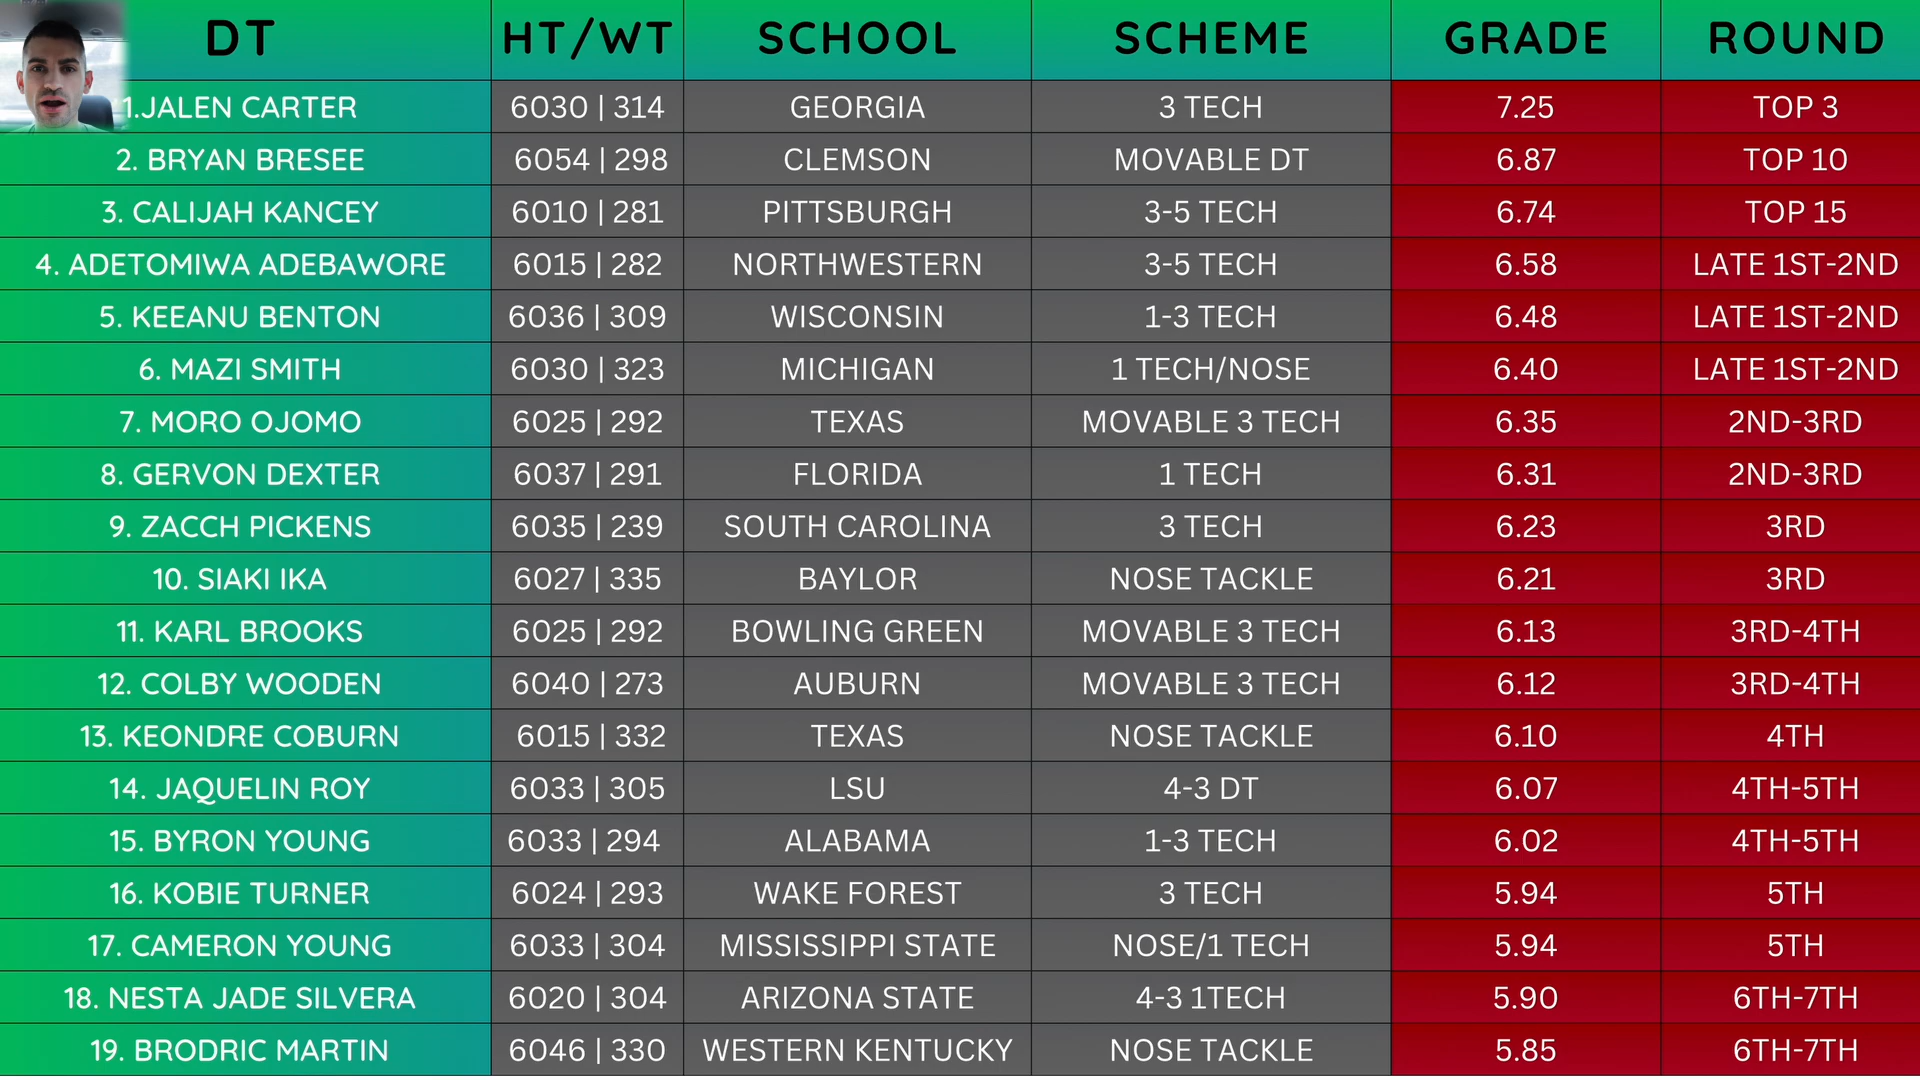 DT HT/WT SCHOOL SCHEME GRADE ROUND
1.JALEN CARTER 6030 | 314 GEORGIA 3 TECH 7.25 TOP 3
2. BRYAN BRESEE 6054 | 298 CLEMSON MOVABLE DT 6.87 TOP 10
3. CALIJAH KANCEY 6010 | 281 PITTSBURGH 3-5 TECH 6.74 TOP 15
4. ADETOMIWA ADEBAWORE 6015 | 282 NORTHWESTERN 3-5 TECH 6.58 LATE 1ST-2ND
5. KEEANU BENTON 6036 | 309 WISCONSIN 1-3 TECH 6.48 LATE 1ST-2ND
6. MAZI SMITH 6030 | 323 MICHIGAN 1 TECH/NOSE 6.40 LATE 1ST-2ND
7. MORO OJOMO 6025 | 292 TEXAS MOVABLE 3 TECH 6.35 2ND-3RD
8. GERVON DEXTER 6037 | 291 FLORIDA 1 TECH 6.31 2ND-3RD
9. ZACCH PICKENS 6035 | 239 SOUTH CAROLINA 3 TECH 6.23 3RD
10. SIAKI IKA 6027 | 335 BAYLOR NOSE TACKLE 6.21 3RD
11. KARL BROOKS 6025 | 292 BOWLING GREEN MOVABLE 3 TECH 6.13 3RD-4TH
12. COLBY WOODEN 6040 | 273 AUBURN MOVABLE 3 TECH 6.12 3RD-4TH
13. KEONDRE COBURN 6015 | 332 TEXAS NOSE TACKLE 6.10 4TH
14. JAQUELIN ROY 6033 | 305 LSU 4-3 DT 6.07 4TH-5TH
15. BYRON YOUNG 6033 | 294 ALABAMA 1-3 TECH 6.02 4TH-5TH
16. KOBIE TURNER 6024 | 293 WAKE FOREST 3 TECH 5.94 5TH
17. CAMERON YOUNG 6033 | 304 MISSISSIPPI STATE NOSE/1 TECH 5.94 5TH
18. NESTA JADE SILVERA 6020 | 304 ARIZONA STATE 4-3 1TECH 5.90 6TH-7TH
19. BRODRIC MARTIN 6046 | 330 WESTERN KENTUCKY NOSE TACKLE 5.85 6TH-7TH